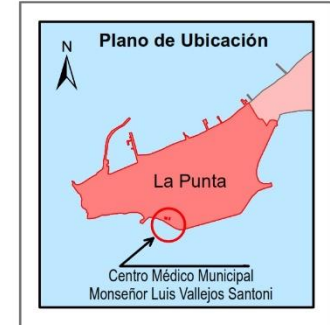 Plano de Ubicación
N
La Punta
Centro Médico Municipal
Monseñor Luis Vallejos Santoni